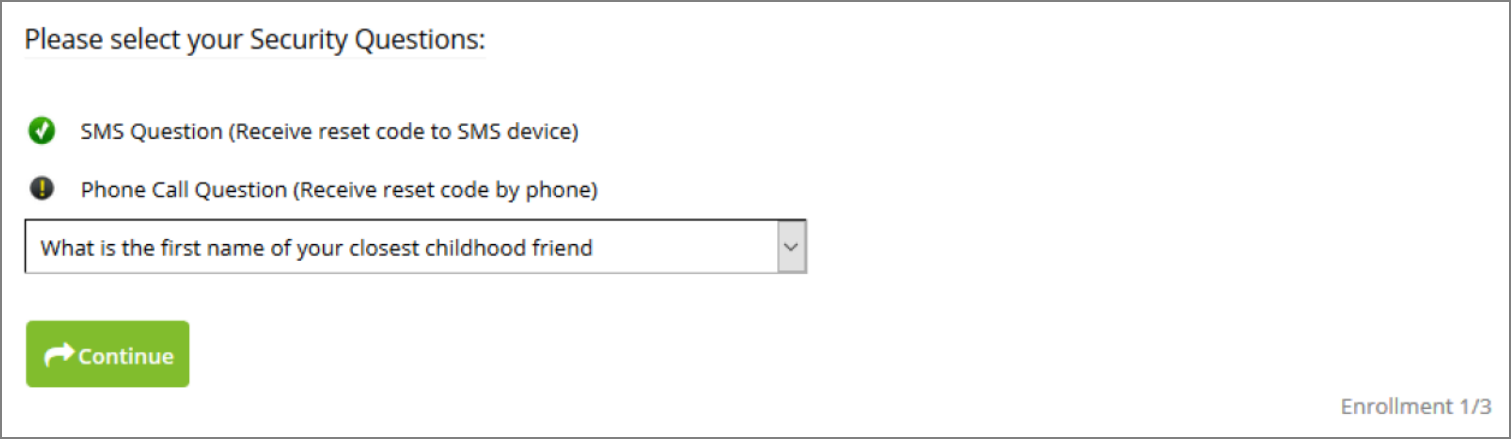 Please select your Security Questions:
SMS Question (Receive reset code to SMS device)
Phone Call Question (Receive reset code by phone)
What is the first name of your closest childhood friend
Continue
Enrollment 1/3